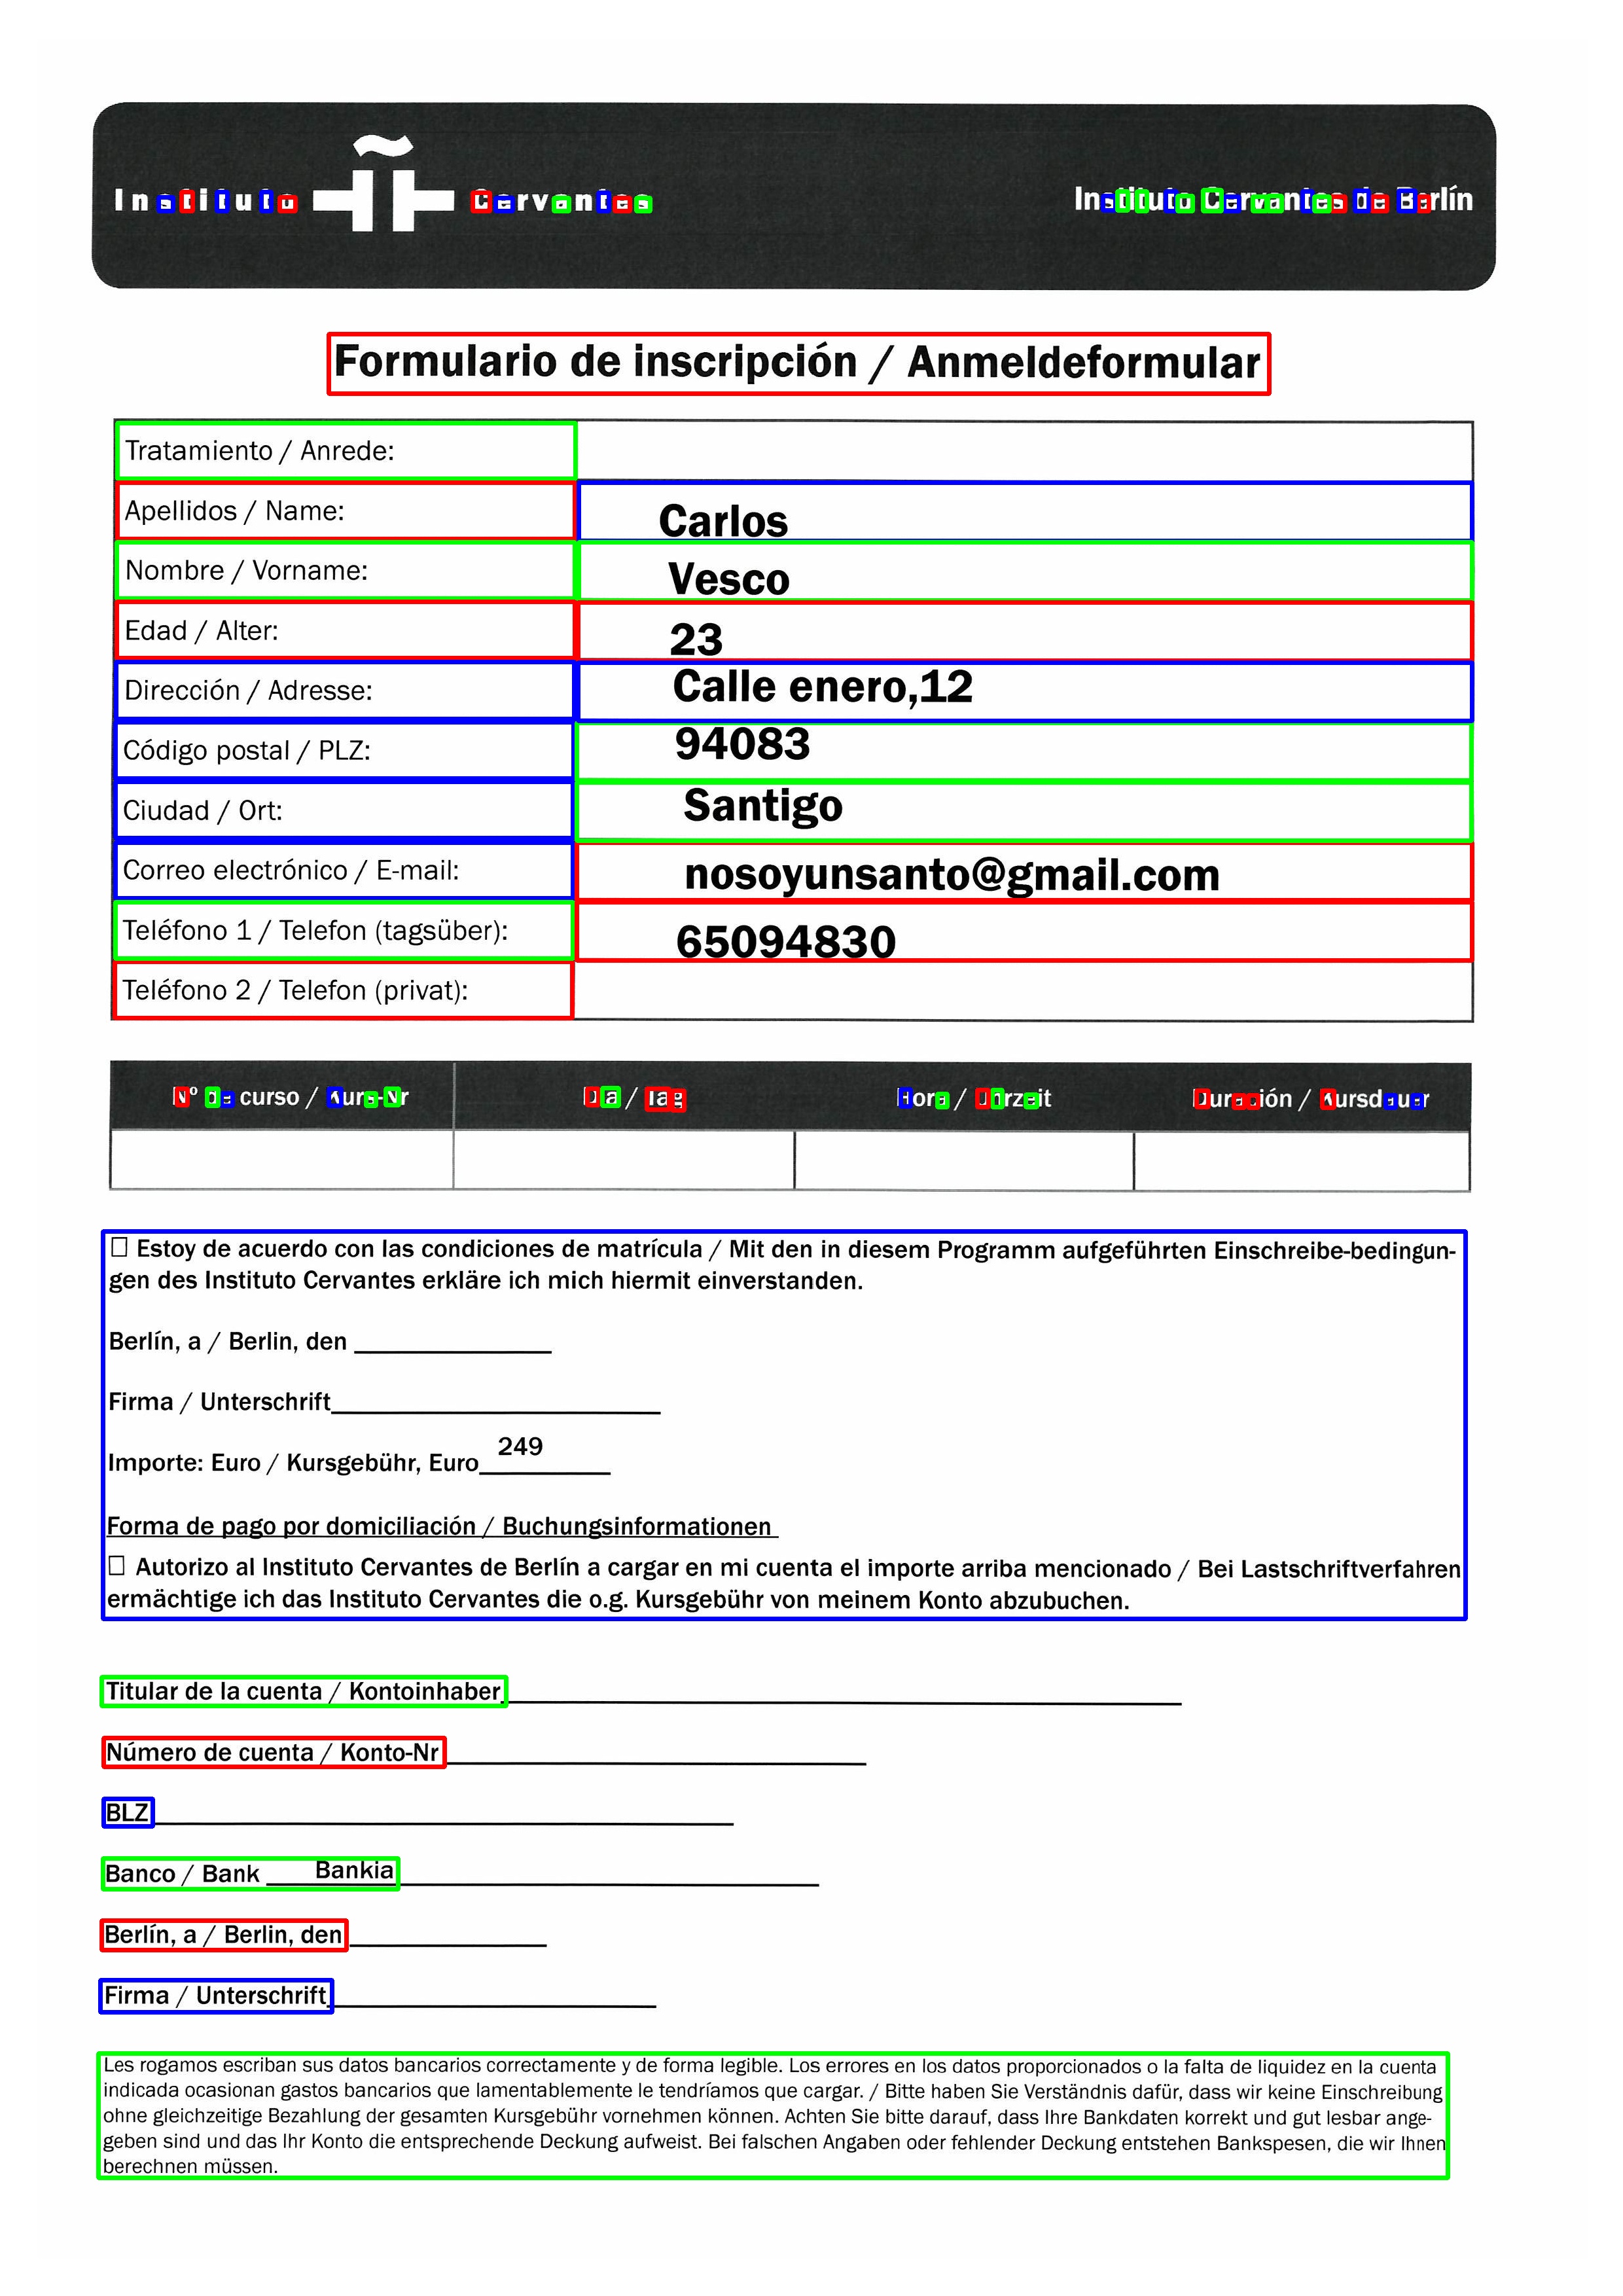 Instituto Cervantes
Instituto Cervantes de Berlín
Formulario de inscripción / Anmeldeformular
Tratamiento / Anrede:
Apellidos / Name: Carlos
Nombre / Vorname: Vesco
Edad / Alter: 23
Dirección / Adresse: Calle enero,12
Código postal / PLZ: 94083
Ciudad / Ort: Santigo
Correo electrónico / E-mail: nosoyunsanto@gmail.com
Teléfono 1 / Telefon (tagsüber): 65094830
Teléfono 2 / Telefon (privat):
Nº de curso / Kurs-Nr Día / Tag Hora / Uhrzeit Duración / Kursdauer
☐ Estoy de acuerdo con las condiciones de matrícula / Mit den in diesem Programm aufgeführten Einschreibe-bedingun-
gen des Instituto Cervantes erkläre ich mich hiermit einverstanden.
Berlín, a / Berlin, den
Firma / Unterschrift
Importe: Euro / Kursgebühr, Euro 249
Forma de pago por domiciliación / Buchungsinformationen
☐ Autorizo al Instituto Cervantes de Berlín a cargar en mi cuenta el importe arriba mencionado / Bei Lastschriftverfahren
ermächtige ich das Instituto Cervantes die o.g. Kursgebühr von meinem Konto abzubuchen.
Titular de la cuenta / Kontoinhaber
Número de cuenta / Konto-Nr
BLZ
Banco / Bank Bankia
Berlín, a / Berlin, den
Firma / Unterschrift
Les rogamos escriban sus datos bancarios correctamente y de forma legible. Los errores en los datos proporcionados o la falta de liquidez en la cuenta
indicada ocasionan gastos bancarios que lamentablemente le tendríamos que cargar. / Bitte haben Sie Verständnis dafür, dass wir keine Einschreibung
ohne gleichzeitige Bezahlung der gesamten Kursgebühr vornehmen können. Achten Sie bitte darauf, dass Ihre Bankdaten korrekt und gut lesbar ange-
geben sind und das Ihr Konto die entsprechende Deckung aufweist. Bei falschen Angaben oder fehlender Deckung entstehen Bankspesen, die wir Ihnen
berechnen müssen.